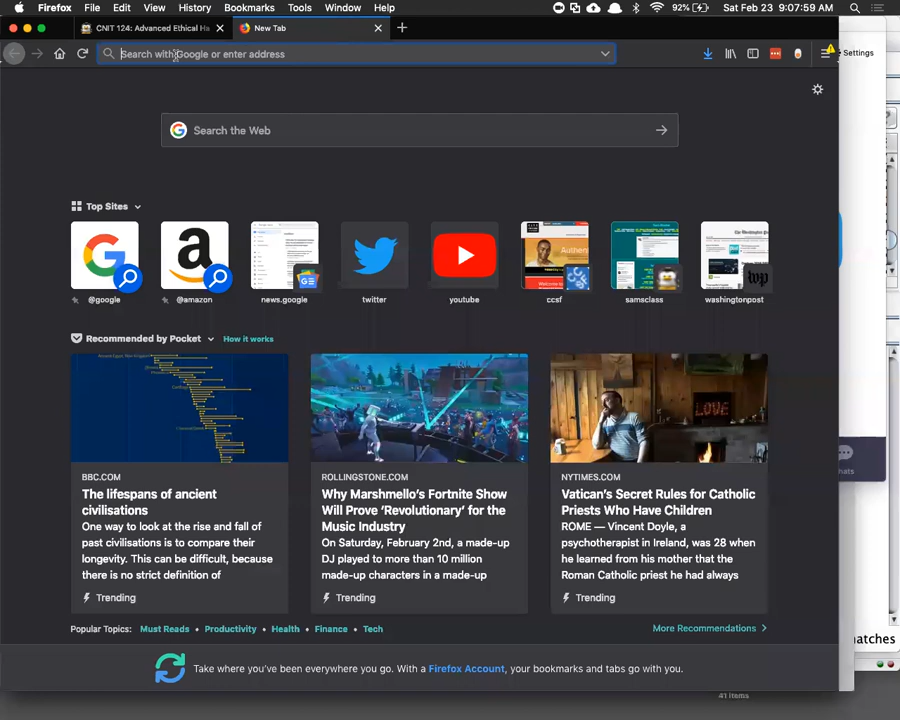 Firefox File Edit View History Bookmarks Tools Window Help 92% Sat Feb 23 9:07:59 AM
CNIT 124: Advanced Ethical Ha
New Tab
Search with Google or enter address
Settings
Search the Web
Top Sites
@google @amazon news.google twitter youtube ccsf samsclass washingtonpost
Recommended by Pocket How it works
BBC.COM
The lifespans of ancient
civilisations
One way to look at the rise and fall of
past civilisations is to compare their
longevity. This can be difficult, because
there is no strict definition of
Trending
ROLLINGSTONE.COM
Why Marshmello's Fortnite Show
Will Prove 'Revolutionary' for the
Music Industry
On Saturday, February 2nd, a made-up
DJ played to more than 10 million
made-up characters in a made-up
Trending
LOVE
NYTIMES.COM
Vatican's Secret Rules for Catholic
Priests Who Have Children
ROME — Vincent Doyle, a
psychotherapist in Ireland, was 28 when
he learned from his mother that the
Roman Catholic priest he had always
Trending
hats
Popular Topics: Must Reads • Productivity • Health • Finance • Tech
More Recommendations
atches
Take where you've been everywhere you go. With a Firefox Account, your bookmarks and tabs go with you.
41 items